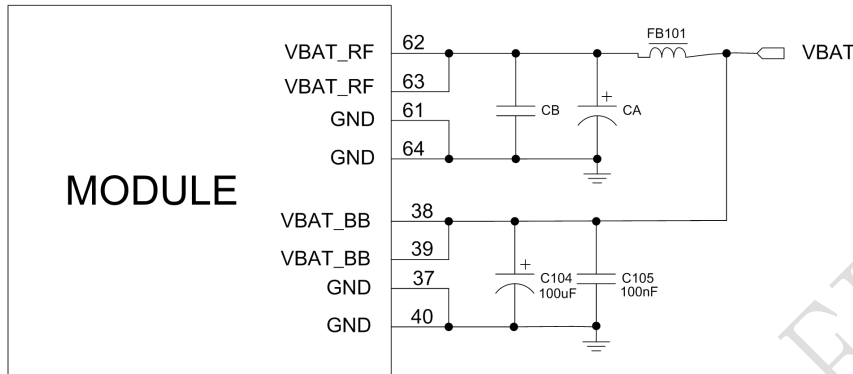 FB101
VBAT_RF 62
VBAT
VBAT_RF 63
GND 61
CB
+
CA
GND 64
MODULE
VBAT_BB 38
VBAT_BB 39
GND 37
+
C104
100uF
C105
100nF
GND 40